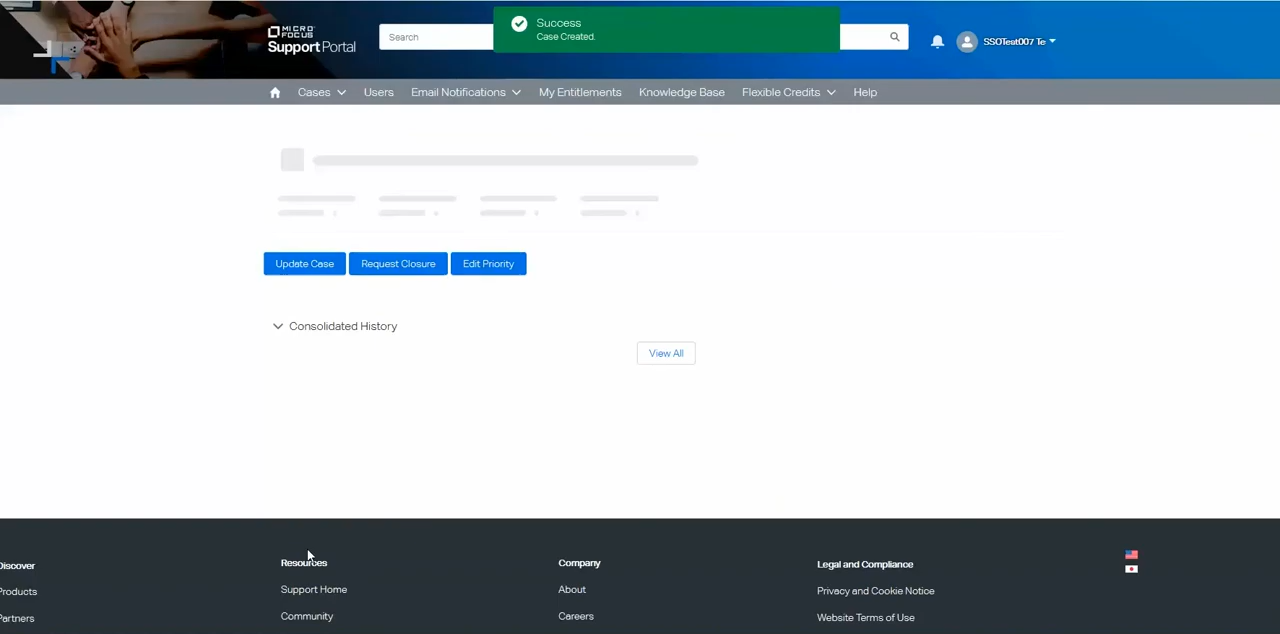 Success
Case Created.
MICRO
FOCUS
Support Portal
Search
SSOTeat007 Te
Cases
Users
Email Notifications
My Entitlements
Knowledge Base
Flexible Credits
Help
Update Case
Request Closure
Edit Priority
Consolidated History
View All
Discover
Products
Partners
Resources
Support Home
Community
Company
About
Careers
Legal and Compliance
Privacy and Cookie Notice
Website Terms of Use